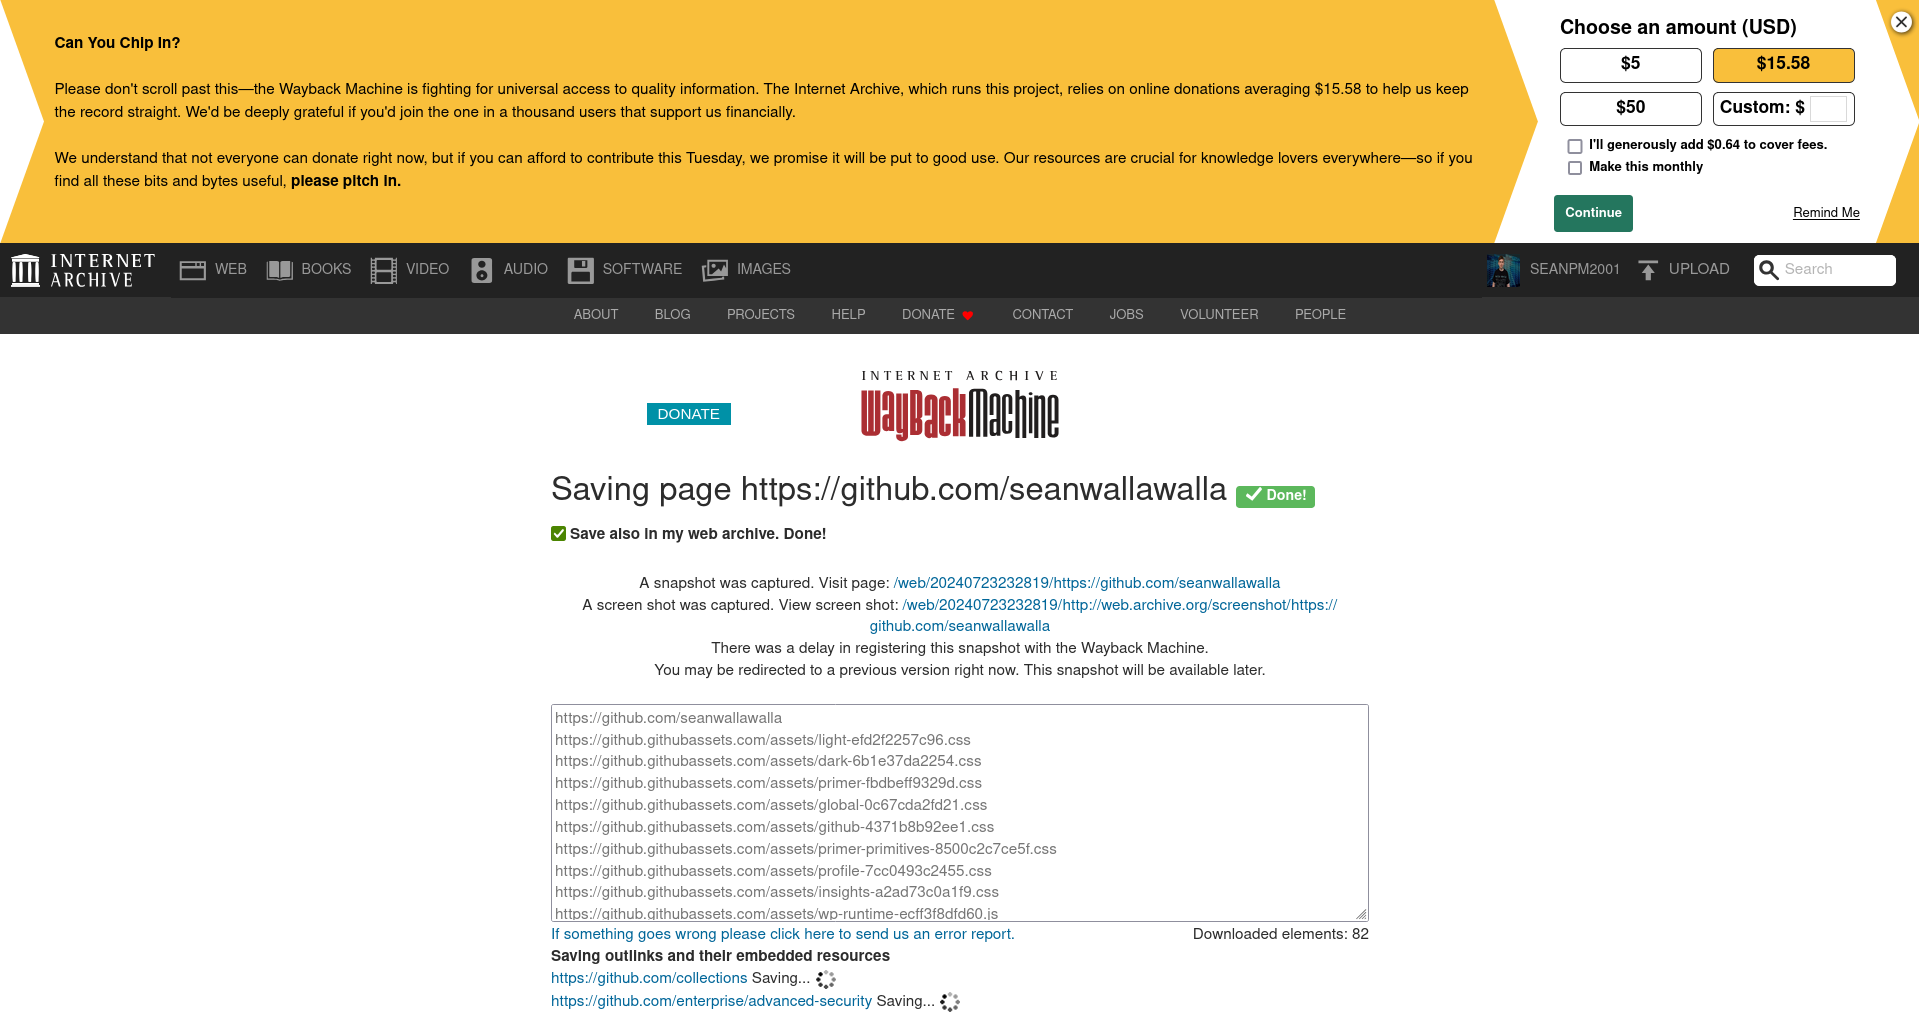 Can You Chip In?
Please don't scroll past this—the Wayback Machine is fighting for universal access to quality information. The Internet Archive, which runs this project, relies on online donations averaging $15.58 to help us keep
the record straight. We'd be deeply grateful if you'd join the one in a thousand users that support us financially.
We understand that not everyone can donate right now, but if you can afford to contribute this Tuesday, we promise it will be put to good use. Our resources are crucial for knowledge lovers everywhere—so if you
find all these bits and bytes useful, please pitch in.
Choose an amount (USD)
$5 $15.58
$50 Custom: $
I'll generously add $0.64 to cover fees.
Make this monthly
Continue Remind Me
INTERNET ARCHIVE WEB BOOKS VIDEO AUDIO SOFTWARE IMAGES SEANPM2001 UPLOAD Search
ABOUT BLOG PROJECTS HELP DONATE CONTACT JOBS VOLUNTEER PEOPLE
INTERNET ARCHIVE
DONATE WayBackMachine
Saving page https://github.com/seanwallawalla Done!
Save also in my web archive. Done!
A snapshot was captured. Visit page: /web/20240723232819/https://github.com/seanwallawalla
A screen shot was captured. View screen shot: /web/20240723232819/http://web.archive.org/screenshot/https://
github.com/seanwallawalla
There was a delay in registering this snapshot with the Wayback Machine.
You may be redirected to a previous version right now. This snapshot will be available later.
https://github.com/seanwallawalla
https://github.githubassets.com/assets/light-efd2f2257c96.css
https://github.githubassets.com/assets/dark-6b1e37da2254.css
https://github.githubassets.com/assets/primer-fbdbeff9329d.css
https://github.githubassets.com/assets/global-0c67cda2fd21.css
https://github.githubassets.com/assets/github-4371b8b92ee1.css
https://github.githubassets.com/assets/primer-primitives-8500c2c7ce5f.css
https://github.githubassets.com/assets/profile-7cc0493c2455.css
https://github.githubassets.com/assets/insights-a2ad73c0a1f9.css
https://github.githubassets.com/assets/wp-runtime-ecff3f8dfd60.js
If something goes wrong please click here to send us an error report. Downloaded elements: 82
Saving outlinks and their embedded resources
https://github.com/collections Saving...
https://github.com/enterprise/advanced-security Saving...